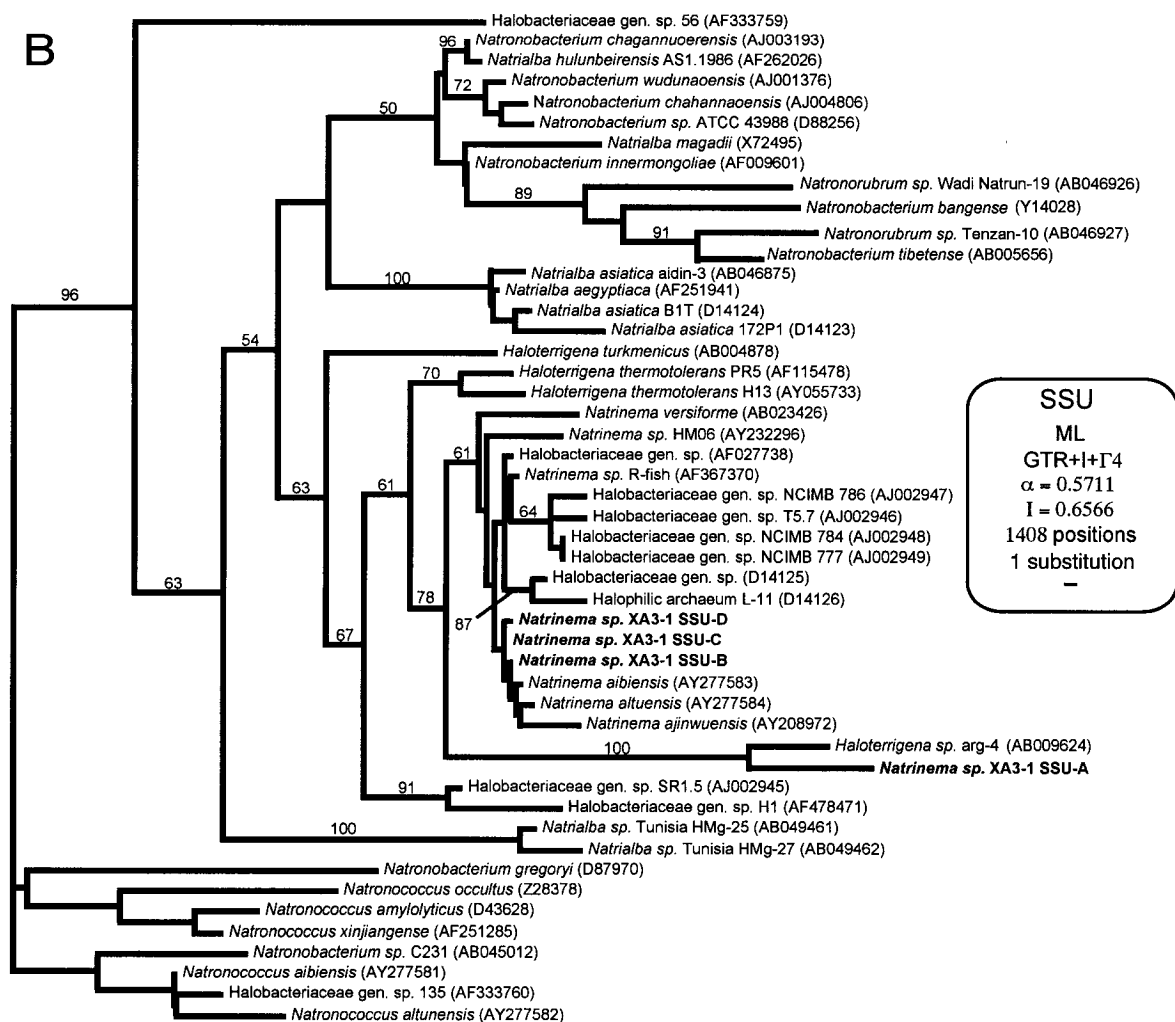 B
Halobacteriaceae gen. sp. 56 (AF333759)
96
Natronobacterium chagannuoerensis (AJ003193)
Natrialba hulunbeirensis AS1.1986 (AF262026)
72
Natronobacterium wudunaoensis (AJ001376)
50
Natronobacterium chahannaoensis (AJ004806)
Natronobacterium sp. ATCC 43988 (D88256)
Natrialba magadii (X72495)
Natronobacterium innermongoliae (AF009601)
89
Natronorubrum sp. Wadi Natrun-19 (AB046926)
Natronobacterium bangense (Y14028)
91
Natronorubrum sp. Tenzan-10 (AB046927)
Natronobacterium tibetense (AB005656)
100
Natrialba asiatica aidin-3 (AB046875)
Natrialba aegyptiaca (AF251941)
96
Natrialba asiatica B1T (D14124)
Natrialba asiatica 172P1 (D14123)
54
Haloterrigena turkmenicus (AB004878)
70
Haloterrigena thermotolerans PR5 (AF115478)
Haloterrigena thermotolerans H13 (AY055733)
Natrinema versiforme (AB023426)
61
Natrinema sp. HM06 (AY232296)
Halobacteriaceae gen. sp. (AF027738)
Natrinema sp. R-fish (AF367370)
63
61
Halobacteriaceae gen. sp. NCIMB 786 (AJ002947)
64
Halobacteriaceae gen. sp. T5.7 (AJ002946)
Halobacteriaceae gen. sp. NCIMB 784 (AJ002948)
Halobacteriaceae gen. sp. NCIMB 777 (AJ002949)
63
Halobacteriaceae gen. sp. (D14125)
78
Halophilic archaeum L-11 (D14126)
87
Natrinema sp. XA3-1 SSU-D
67
Natrinema sp. XA3-1 SSU-C
Natrinema sp. XA3-1 SSU-B
Natrinema aibiensis (AY277583)
Natrinema altuensis (AY277584)
Natrinema ajinwuensis (AY208972)
100
Haloterrigena sp. arg-4 (AB009624)
Natrinema sp. XA3-1 SSU-A
91
Halobacteriaceae gen. sp. SR1.5 (AJ002945)
Halobacteriaceae gen. sp. H1 (AF478471)
100
Natrialba sp. Tunisia HMg-25 (AB049461)
Natrialba sp. Tunisia HMg-27 (AB049462)
Natronobacterium gregoryi (D87970)
Natronococcus occultus (Z28378)
Natronococcus amylolyticus (D43628)
Natronococcus xinjiangense (AF251285)
Natronobacterium sp. C231 (AB045012)
Natronococcus aibiensis (AY277581)
Halobacteriaceae gen. sp. 135 (AF333760)
Natronococcus altunensis (AY277582)
SSU
ML
GTR+I+Γ4
α = 0.5711
I = 0.6566
1408 positions
1 substitution